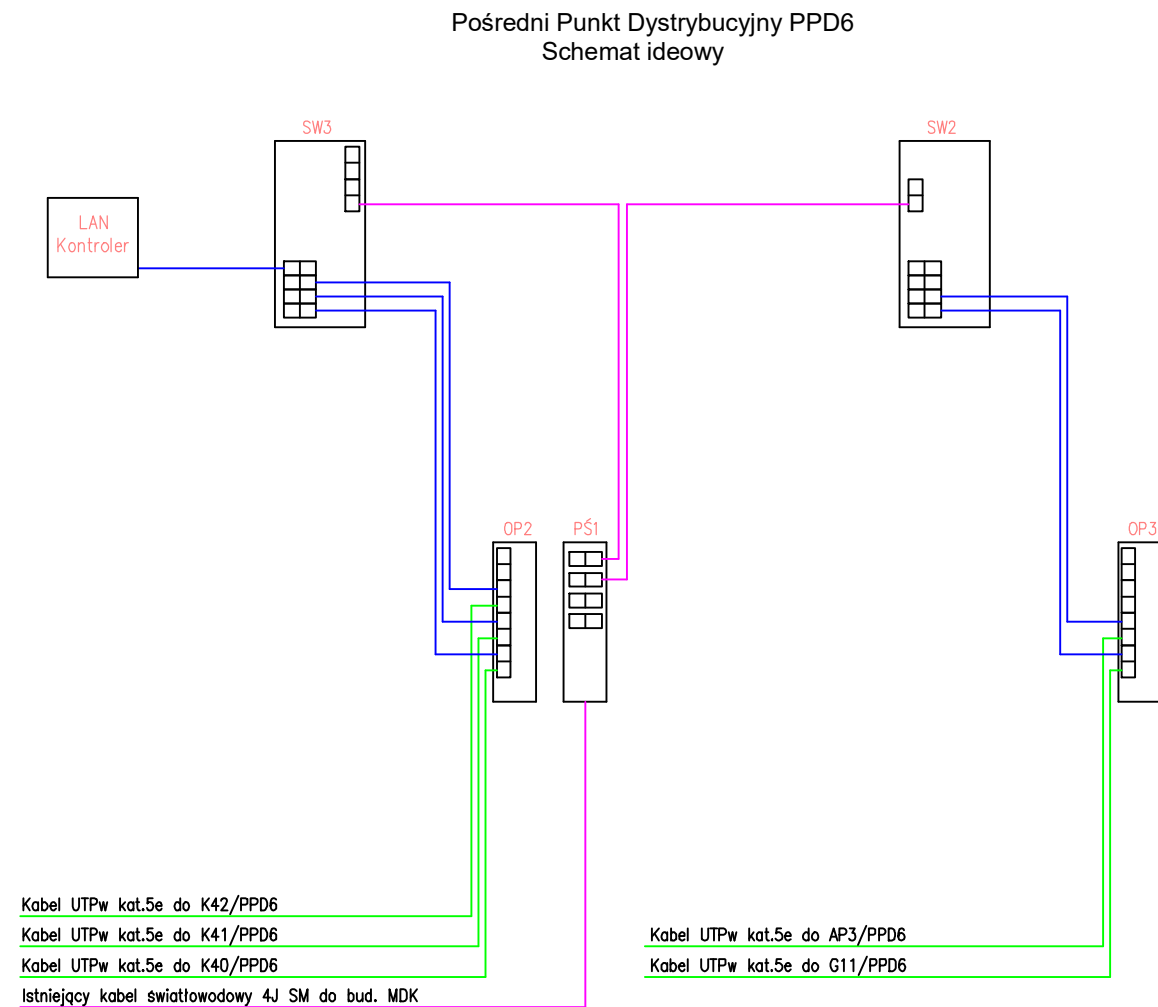 Pośredni Punkt Dystrybucyjny PPD6
Schemat ideowy
SW3
SW2
LAN
Kontroler
OP2
PŚ1
OP3
Kabel UTPw kat.5e do K42/PPD6
Kabel UTPw kat.5e do K41/PPD6
Kabel UTPw kat.5e do K40/PPD6
Istniejący kabel światłowodowy 4J SM do bud. MDK
Kabel UTPw kat.5e do AP3/PPD6
Kabel UTPw kat.5e do G11/PPD6